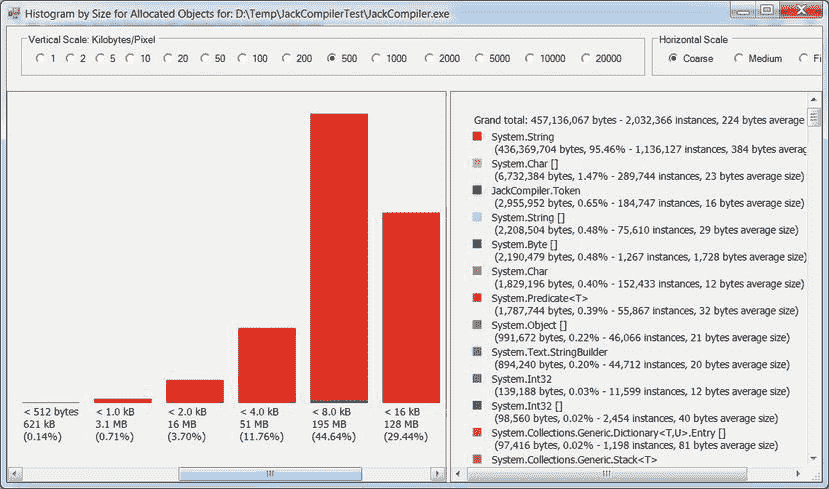 Histogram by Size for Allocated Objects for: D:\Temp\JackCompilerTest\JackCompiler.exe
Vertical Scale: Kilobytes/Pixel
1 2 5 10 20 50 100 200 500 1000 2000 5000 10000 20000
Horizontal Scale
Coarse Medium Fi
Grand total: 457,136,067 bytes - 2,032,366 instances, 224 bytes average
System.String
(436,369,704 bytes, 95.46% - 1,136,127 instances, 384 bytes averag
System.Char []
(6,732,384 bytes, 1.47% - 289,744 instances, 23 bytes average size)
JackCompiler.Token
(2,955,952 bytes, 0.65% - 184,747 instances, 16 bytes average size)
System.String []
(2,208,504 bytes, 0.48% - 75,610 instances, 29 bytes average size)
System.Byte []
(2,190,479 bytes, 0.48% - 1,267 instances, 1,728 bytes average size)
System.Char
(1,829,196 bytes, 0.40% - 152,433 instances, 12 bytes average size)
System.Predicate<T>
(1,787,744 bytes, 0.39% - 55,867 instances, 32 bytes average size)
System.Object []
(991,672 bytes, 0.22% - 46,066 instances, 21 bytes average size)
System.Text.StringBuilder
(894,240 bytes, 0.20% - 44,712 instances, 20 bytes average size)
System.Int32
(139,188 bytes, 0.03% - 11,599 instances, 12 bytes average size)
System.Int32 []
(98,560 bytes, 0.02% - 2,454 instances, 40 bytes average size)
System.Collections.Generic.Dictionary<T,U>.Entry []
(97,416 bytes, 0.02% - 1,198 instances, 81 bytes average size)
System.Collections.Generic.Stack<T>
< 512 bytes < 1.0 kB < 2.0 kB < 4.0 kB < 8.0 kB < 16 kB
621 kB 3.1 MB 16 MB 51 MB 195 MB 128 MB
(0.14%) (0.71%) (3.70%) (11.76%) (44.64%) (29.44%)